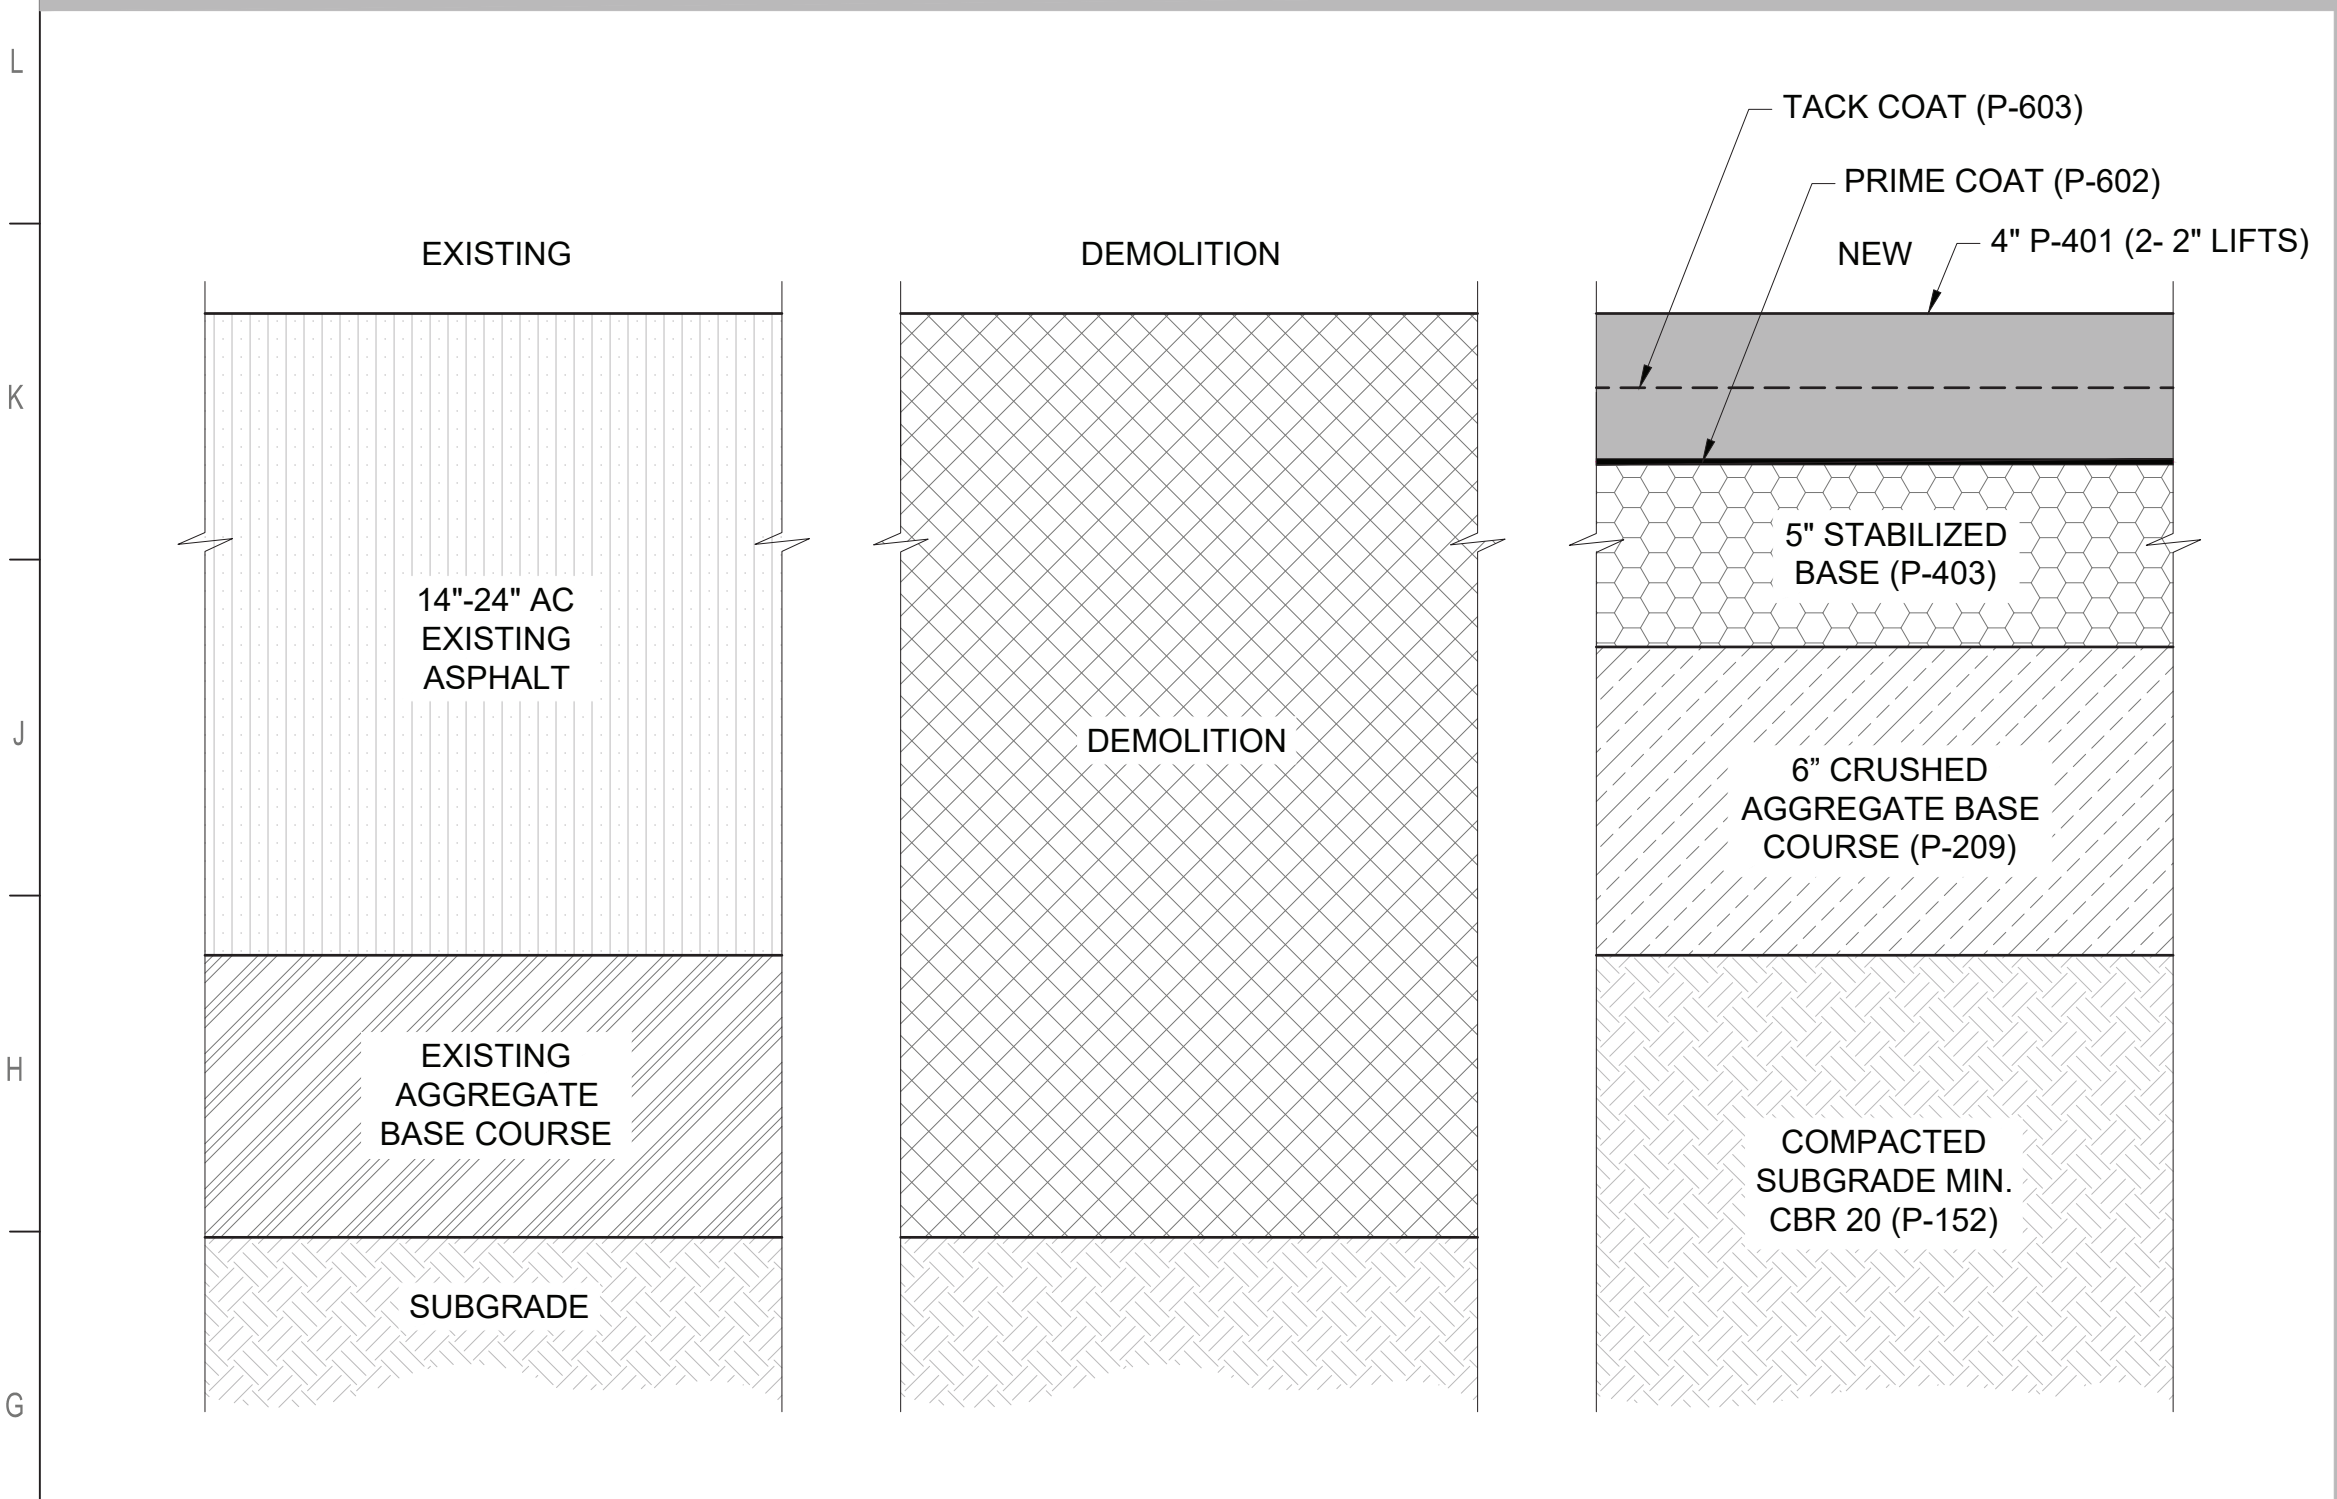 L
K
J
H
G
EXISTING
14"-24" AC
EXISTING
ASPHALT
EXISTING
AGGREGATE
BASE COURSE
SUBGRADE
DEMOLITION
DEMOLITION
TACK COAT (P-603)
PRIME COAT (P-602)
NEW
4" P-401 (2- 2" LIFTS)
5" STABILIZED
BASE (P-403)
6” CRUSHED
AGGREGATE BASE
COURSE (P-209)
COMPACTED
SUBGRADE MIN.
CBR 20 (P-152)